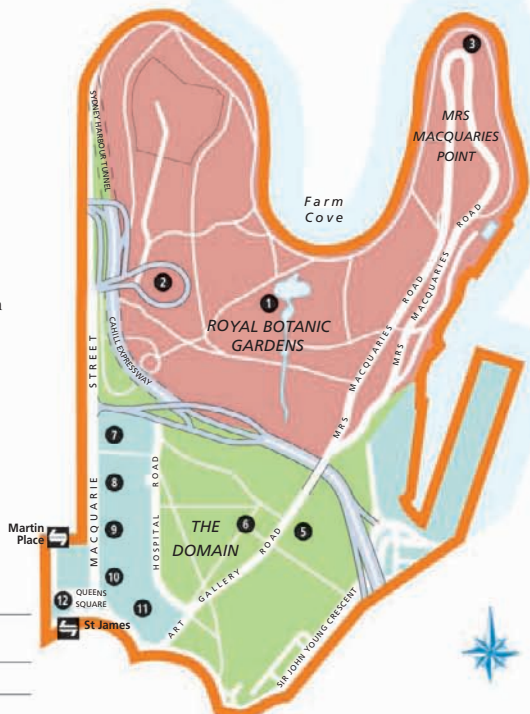 3
MRS
MACQUARIES
POINT
SYDNEY HARBOUR TUNNEL
Farm
Cove
2
1
ROYAL BOTANIC
GARDENS
MRS MACQUARIES ROAD
MRS MACQUARIES ROAD
CAHILL EXPRESSWAY
MACQUARIE STREET
7
8
9
10
11
12
HOSPITAL ROAD
THE
DOMAIN
6
5
ART GALLERY ROAD
Martin
Place
QUEENS
SQUARE
St James
SIR JOHN YOUNG CRESCENT